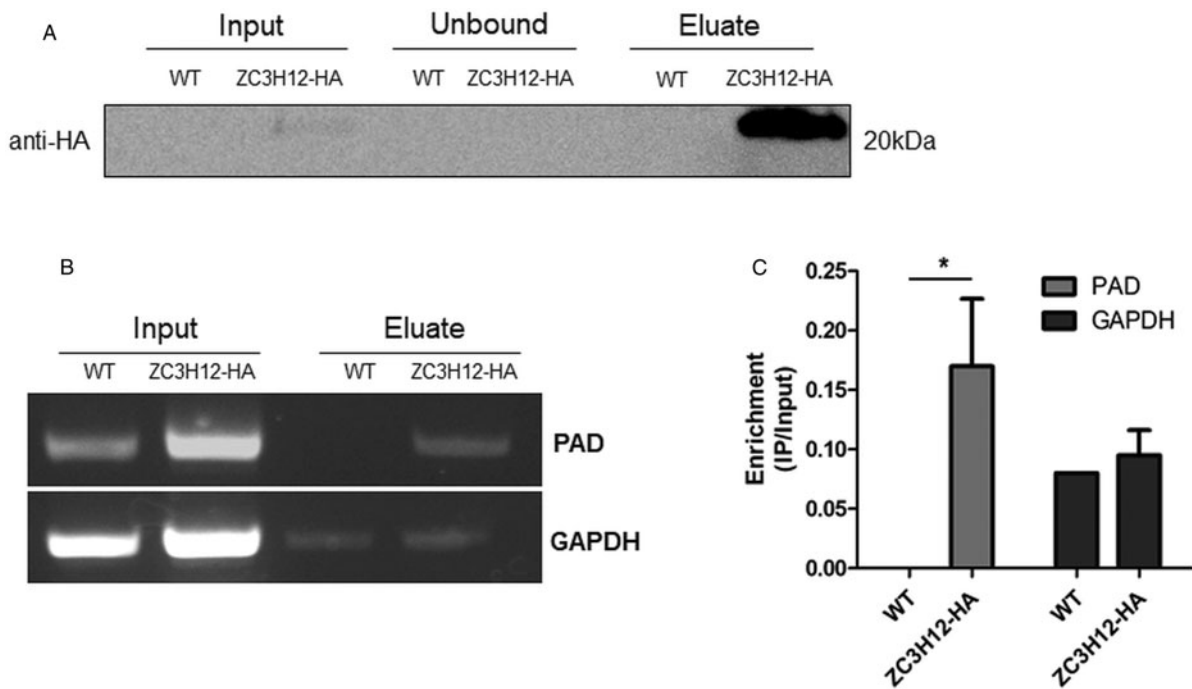 A
Input Unbound Eluate
WT ZC3H12-HA WT ZC3H12-HA WT ZC3H12-HA
anti-HA 20kDa
B
Input Eluate
WT ZC3H12-HA WT ZC3H12-HA
PAD
GAPDH
C
Enrichment
(IP/Input)
0.25
0.20
0.15
0.10
0.05
0.00
*
PAD
GAPDH
WT
ZC3H12-HA
WT
ZC3H12-HA